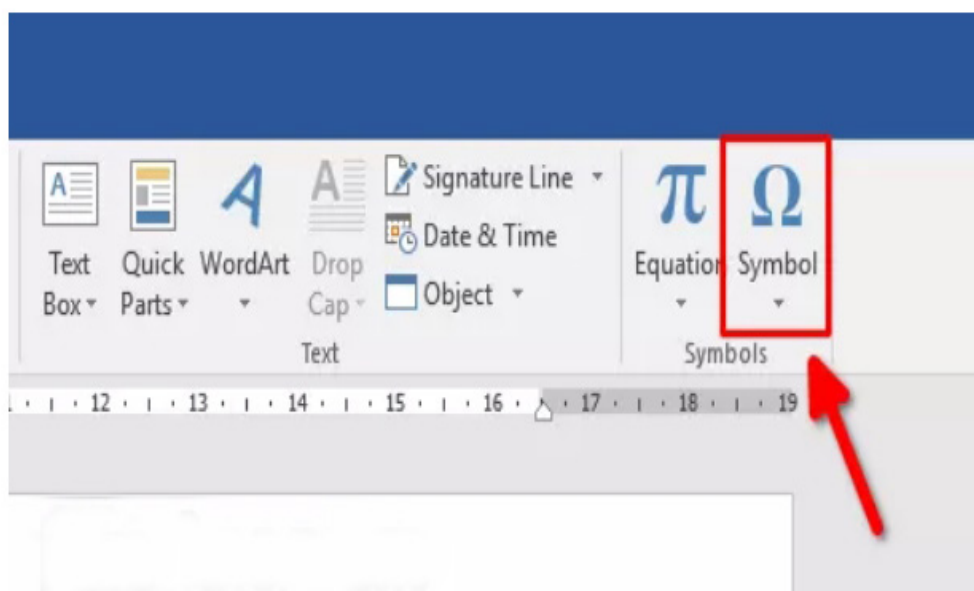 Text Box
Quick Parts
WordArt
Drop Cap
Signature Line
Date & Time
Object
Text
π
Equation
Ω
Symbol
Symbols
12 13 14 15 16 17 18 19